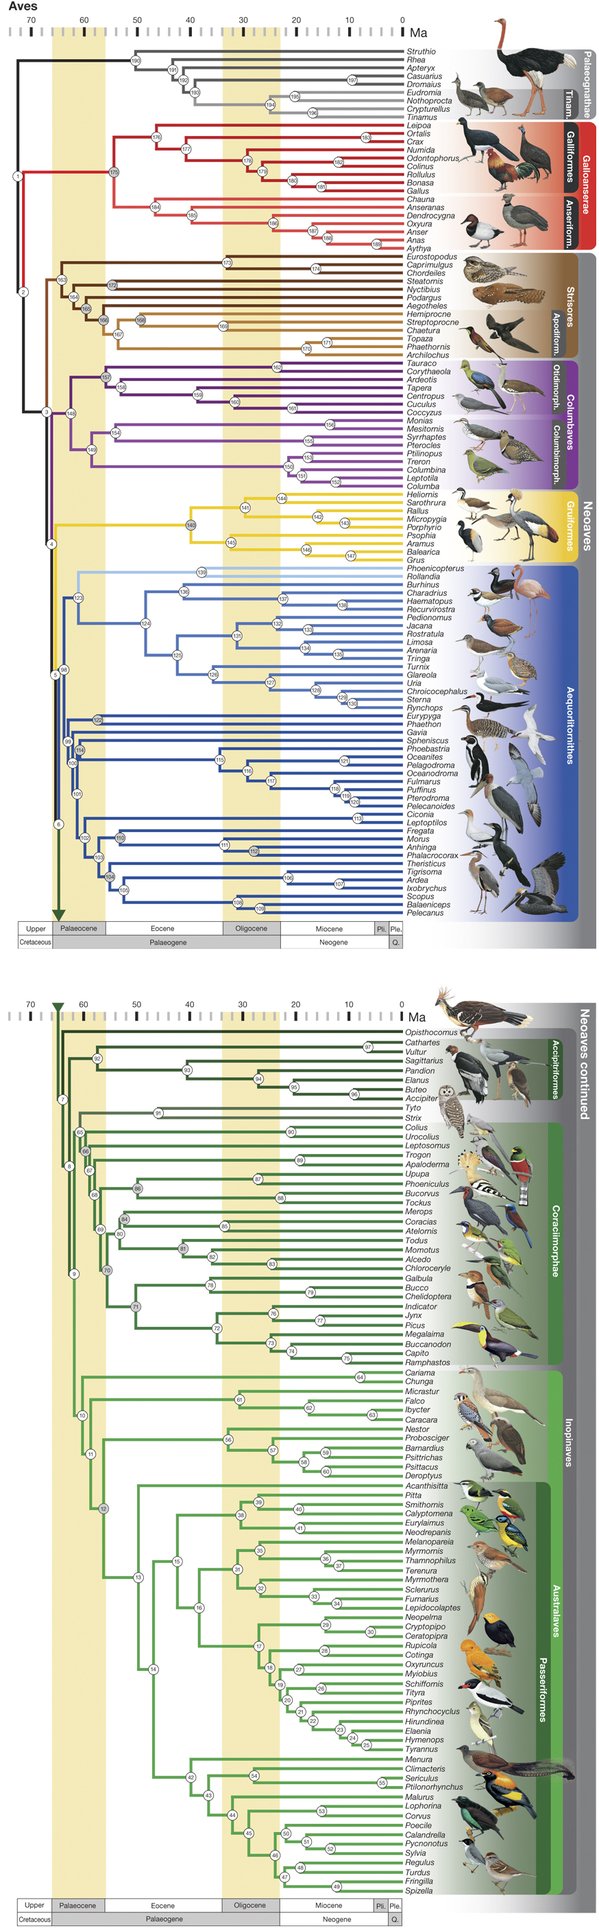 Aves
70 60 50 40 30 20 10 0 Ma
Struthio
Rhea
Apteryx
Casuarius
Dromaius
Eudromia
Nothoprocta
Crypturellus
Tinamus
Palaeognathae
Tinam.
Leipoa
Ortalis
Crax
Numida
Odontophorus
Colinus
Rollulus
Bonasa
Gallus
Chauna
Anseranas
Dendrocygna
Oxyura
Anser
Anas
Aythya
Galliformes
Anseriform.
Galloanserae
Eurostopodus
Caprimulgus
Chordeiles
Steatornis
Nyctibius
Podargus
Aegotheles
Hemiprocne
Streptoprocne
Chaetura
Topaza
Phaethornis
Archilochus
Strisores
Apodiform.
Tauraco
Corythaeola
Ardeotis
Tapera
Centropus
Cuculus
Coccyzus
Monias
Mesitornis
Syrrhaptes
Pterocles
Ptilinopus
Treron
Columbina
Leptotila
Columba
Otidimorph.
Columbimorph.
Columbaves
Heliornis
Sarothrura
Rallus
Micropygia
Porphyrio
Psophia
Aramus
Balearica
Grus
Gruiformes
Neoaves
Phoenicopterus
Rollandia
Burhinus
Charadrius
Haematopus
Recurvirostra
Pedionomus
Jacana
Rostratula
Limosa
Arenaria
Tringa
Turnix
Glareola
Uria
Chroicocephalus
Sterna
Rynchops
Eurypyga
Phaethon
Gavia
Spheniscus
Phoebastria
Oceanites
Pelagodroma
Oceanodroma
Fulmarus
Puffinus
Pterodroma
Pelecanoides
Ciconia
Leptoptilos
Fregata
Morus
Anhinga
Phalacrocorax
Theristicus
Tigrisoma
Ardea
Ixobrychus
Scopus
Balaeniceps
Pelecanus
Aequorlitornithes
Upper Palaeocene Eocene Oligocene Miocene Pli. Ple.
Cretaceous Palaeogene Neogene Q.
70 60 50 40 30 20 10 0 Ma
Opisthocomus
Cathartes
Vultur
Sagittarius
Pandion
Elanus
Buteo
Accipiter
Accipitriformes
Neoaves continued
Tyto
Strix
Colius
Urocolius
Leptosomus
Trogon
Apaloderma
Upupa
Phoeniculus
Bucorvus
Tockus
Merops
Coracias
Atelornis
Todus
Momotus
Alcedo
Chloroceryle
Galbula
Bucco
Chelidoptera
Indicator
Jynx
Picus
Megalaima
Buccanodon
Capito
Ramphastos
Coraciimorphae
Cariama
Chunga
Micrastur
Falco
Ibycter
Caracara
Nestor
Probosciger
Barnardius
Psittrichas
Psittacus
Deroptyus
Inopinaves
Acanthisitta
Pitta
Smithornis
Calyptomena
Eurylaimus
Neodrepanis
Melanopareia
Myrmornis
Thamnophilus
Terenura
Myrmothera
Sclerurus
Furnarius
Lepidocolaptes
Neopelma
Cryptopipo
Ceratopipra
Rupicola
Cotinga
Oxyruncus
Myiobius
Schiffornis
Tityra
Piprites
Rhynchocyclus
Hirundinea
Elaenia
Hymenops
Tyrannus
Menura
Climacteris
Sericulus
Ptilonorhynchus
Malurus
Lophorina
Corvus
Poecile
Calandrella
Pycnonotus
Sylvia
Regulus
Turdus
Fringilla
Spizella
Australaves
Passeriformes
Upper Palaeocene Eocene Oligocene Miocene Pli. Ple.
Cretaceous Palaeogene Neogene Q.